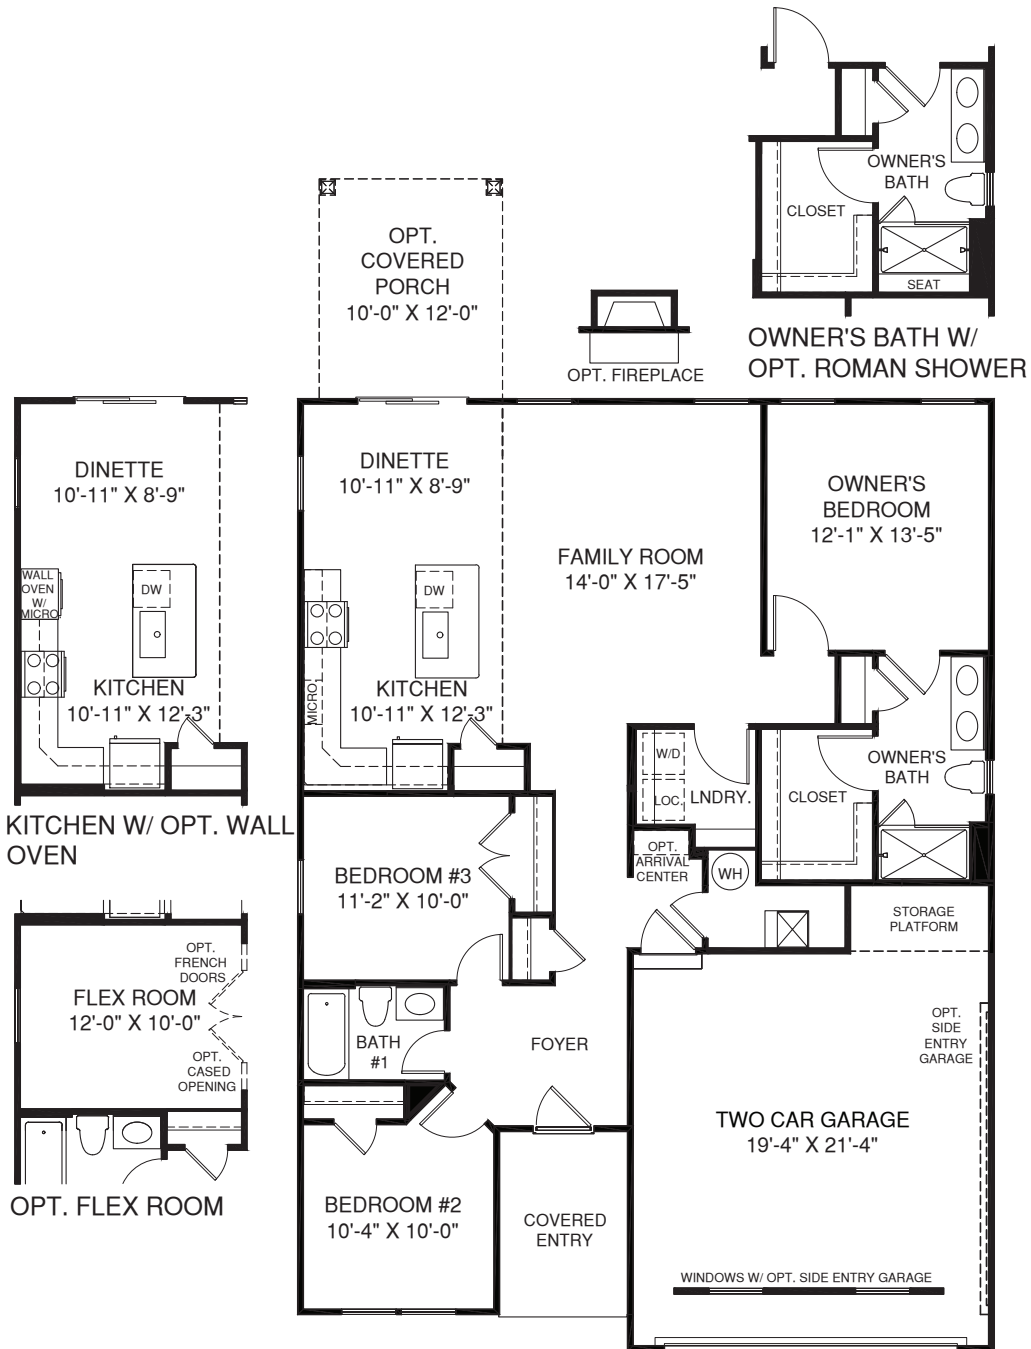 OWNER'S
BATH
CLOSET
SEAT
OWNER'S BATH W/
OPT. ROMAN SHOWER
OPT.
COVERED
PORCH
10'-0" X 12'-0"
OPT. FIREPLACE
DINETTE
10'-11" X 8'-9"
WALL
OVEN
W/
MICRO
DW
KITCHEN
10'-11" X 12'-3"
KITCHEN W/ OPT. WALL
OVEN
DINETTE
10'-11" X 8'-9"
DW
MICRO
KITCHEN
10'-11" X 12'-3"
FAMILY ROOM
14'-0" X 17'-5"
OWNER'S
BEDROOM
12'-1" X 13'-5"
W/D
LOC.
LNDRY.
CLOSET
OWNER'S
BATH
OPT.
ARRIVAL
CENTER
WH
STORAGE
PLATFORM
BEDROOM #3
11'-2" X 10'-0"
OPT.
FRENCH
DOORS
FLEX ROOM
12'-0" X 10'-0"
OPT.
CASED
OPENING
OPT. FLEX ROOM
BATH
#1
FOYER
OPT.
SIDE
ENTRY
GARAGE
TWO CAR GARAGE
19'-4" X 21'-4"
BEDROOM #2
10'-4" X 10'-0"
COVERED
ENTRY
WINDOWS W/ OPT. SIDE ENTRY GARAGE